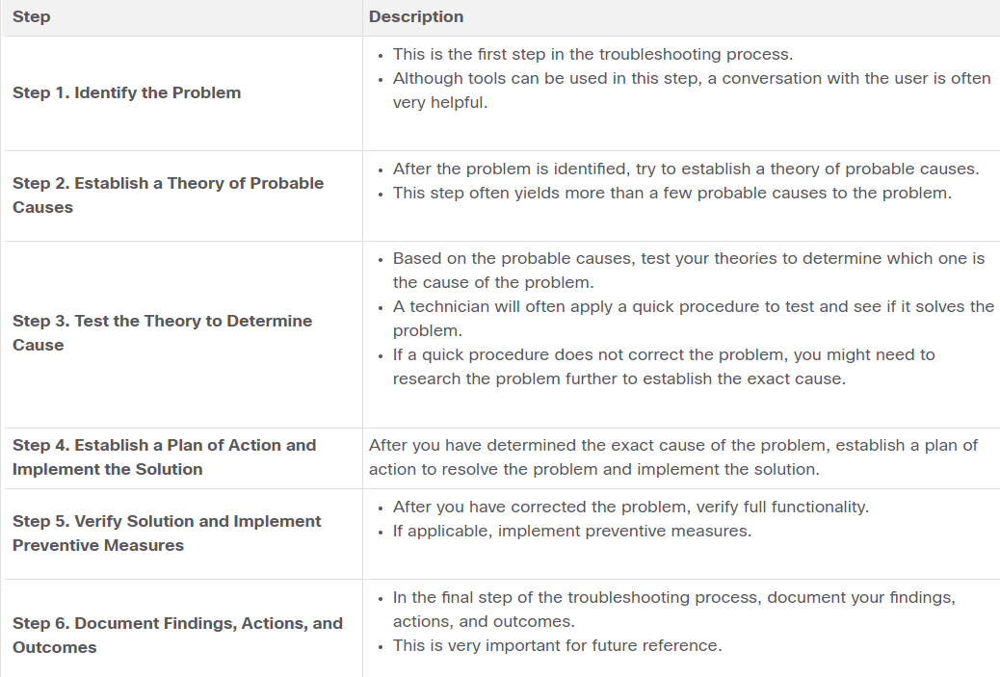 Step
Description
Step 1. Identify the Problem
• This is the first step in the troubleshooting process.
• Although tools can be used in this step, a conversation with the user is often
very helpful.
Step 2. Establish a Theory of Probable
Causes
• After the problem is identified, try to establish a theory of probable causes.
• This step often yields more than a few probable causes to the problem.
Step 3. Test the Theory to Determine
Cause
• Based on the probable causes, test your theories to determine which one is
the cause of the problem.
• A technician will often apply a quick procedure to test and see if it solves the
problem.
• If a quick procedure does not correct the problem, you might need to
research the problem further to establish the exact cause.
Step 4. Establish a Plan of Action and
Implement the Solution
After you have determined the exact cause of the problem, establish a plan of
action to resolve the problem and implement the solution.
Step 5. Verify Solution and Implement
Preventive Measures
• After you have corrected the problem, verify full functionality.
• If applicable, implement preventive measures.
Step 6. Document Findings, Actions, and
Outcomes
• In the final step of the troubleshooting process, document your findings,
actions, and outcomes.
• This is very important for future reference.